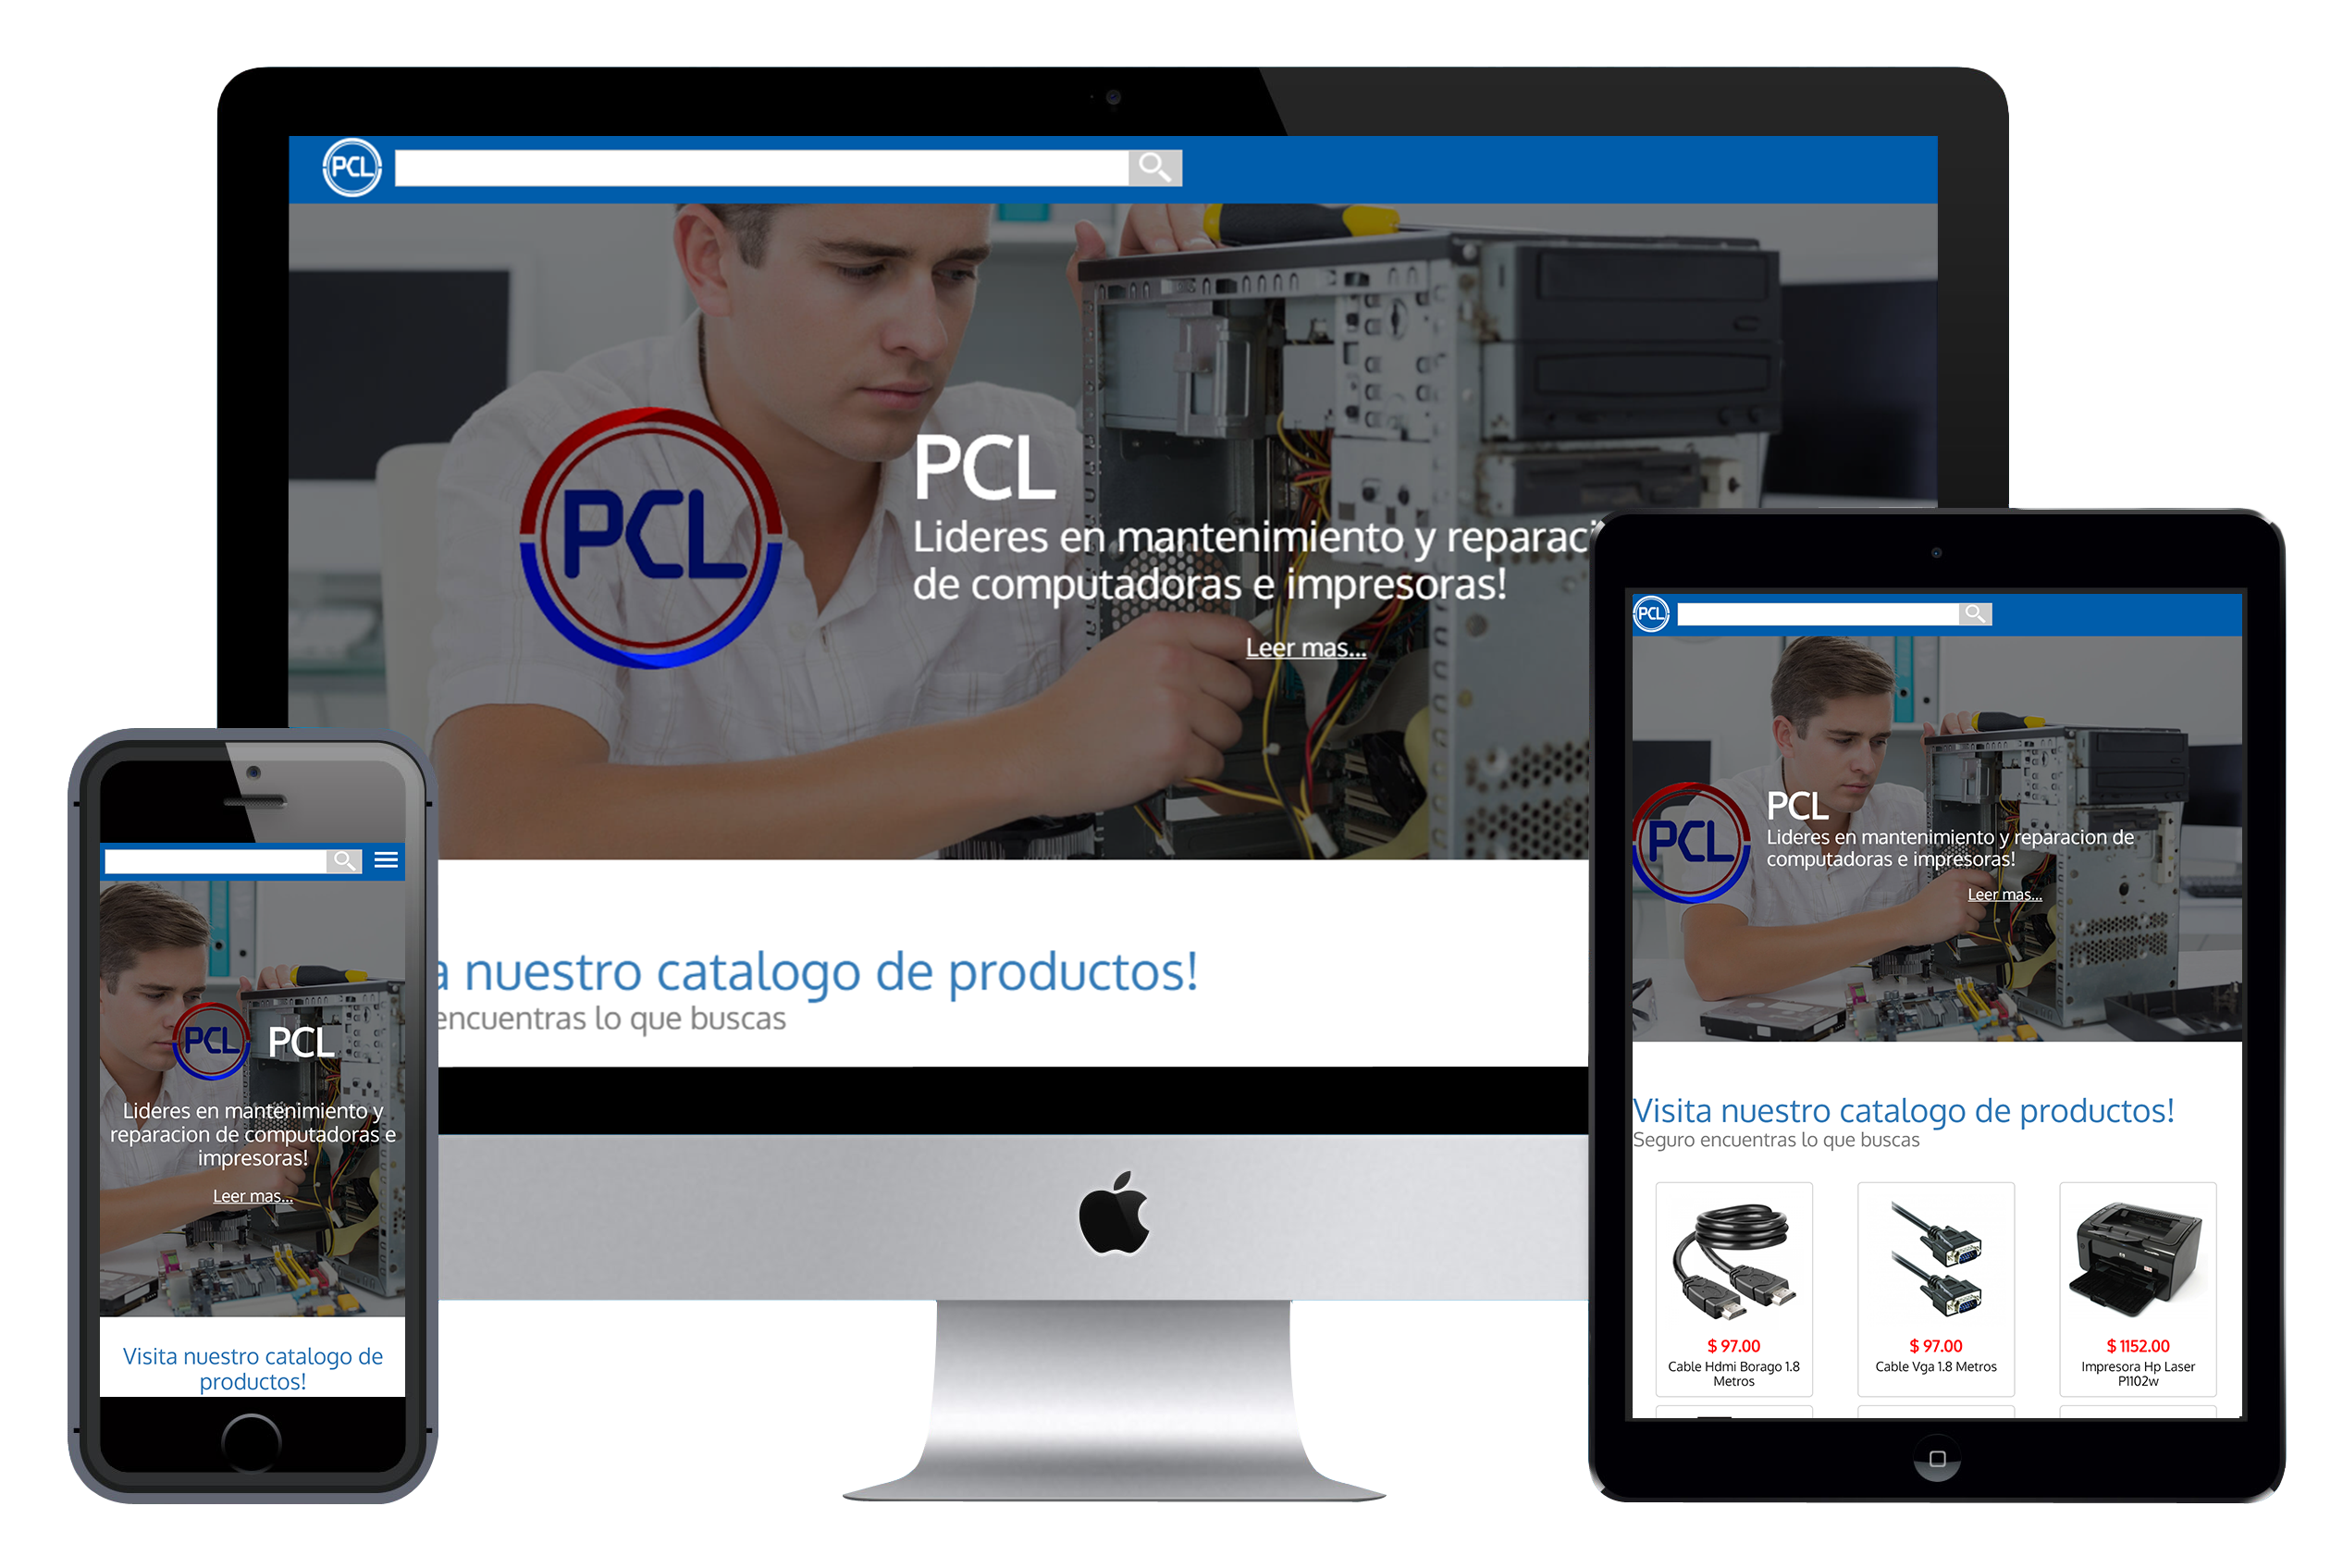 PCL
PCL
PCL
Lideres en mantenimiento y
de computadoras e impresoras!
Leer mas...
nuestro catalogo de productos!
encuentras lo que buscas
PCL
PCL
Lideres en mantenimiento y
reparacion de computadoras e
impresoras!
Leer mas...
Visita nuestro catalogo de
productos!
PCL
PCL
PCL
Lideres en mantenimiento y reparacion de
computadoras e impresoras!
Leer mas...
Visita nuestro catalogo de productos!
Seguro encuentras lo que buscas
$ 97.00
Cable Hdmi Borago 1.8
Metros
$ 97.00
Cable Vga 1.8 Metros
$ 1152.00
Impresora Hp Laser
P1102w